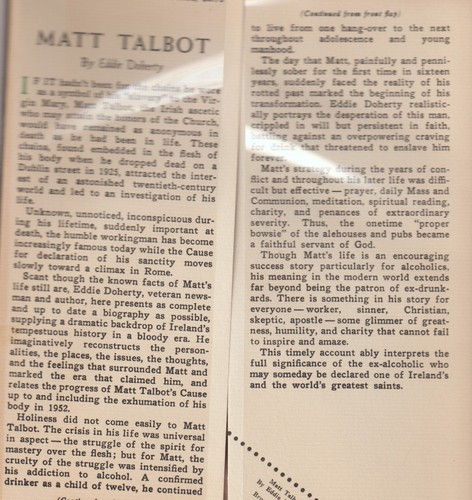 MATT TALBOT
By Eddie Doherty
IF IT hadn't been for the chains he wore
as a symbol of the Vir-
gin Mary, Matt Talbot, Irish ascetic
who may attain the honors of the Church,
would have remained as anonymous in
death as he had been in life. These
chains, found embedded in the flesh of
his body when he dropped dead on a
Dublin street in 1925, attracted the inter-
est of an astonished twentieth-century
world and led to an investigation of his
life.
Unknown, unnoticed, inconspicuous dur-
ing his lifetime, suddenly important at
death, the humble workingman has become
increasingly famous today while the Cause
for declaration of his sanctity moves
slowly toward a climax in Rome.
Scant though the known facts of Matt's
life still are, Eddie Doherty, veteran news-
man and author, here presents as complete
and up to date a biography as possible,
supplying a dramatic backdrop of Ireland's
tempestuous history in a bloody era. He
imaginatively reconstructs the person-
alities, the places, the issues, the thoughts,
and the feelings that surrounded Matt and
marked the era that claimed him, and
relates the progress of Matt Talbot's Cause
up to and including the exhumation of his
body in 1952.
Holiness did not come easily to Matt
Talbot. The crisis in his life was universal
in aspect — the struggle of the spirit for
mastery over the flesh; but for Matt, the
cruelty of the struggle was intensified by
his addiction to alcohol. A confirmed
drinker as a child of twelve, he continued
(Continued from front flap)
to live from one hang-over to the next
throughout adolescence and young
manhood.
The day that Matt, painfully and penni-
lessly sober for the first time in sixteen
years, suddenly faced the reality of his
rotted past marked the beginning of his
transformation. Eddie Doherty realistic-
ally portrays the desperation of this man,
crippled in will but persistent in faith,
against an overpowering craving
for drink that threatened to enslave him
forever.
Matt's strategy during the years of con-
flict and throughout his later life was diffi-
cult but effective — prayer, daily Mass and
Communion, meditation, spiritual reading,
charity, and penances of extraordinary
severity. Thus, the onetime "proper
bowsie" of the alehouses and pubs became
a faithful servant of God.
Though Matt's life is an encouraging
success story particularly for alcoholics,
his meaning in the modern world extends
far beyond being the patron of ex-drunk-
ards. There is something in his story for
everyone — worker, sinner, Christian,
skeptic, apostle — some glimmer of great-
ness, humility, and charity that cannot fail
to inspire and amaze.
This timely account ably interprets the
full significance of the ex-alcoholic who
may someday be declared one of Ireland's
and the world's greatest saints.
Matt Talb
By Eddie